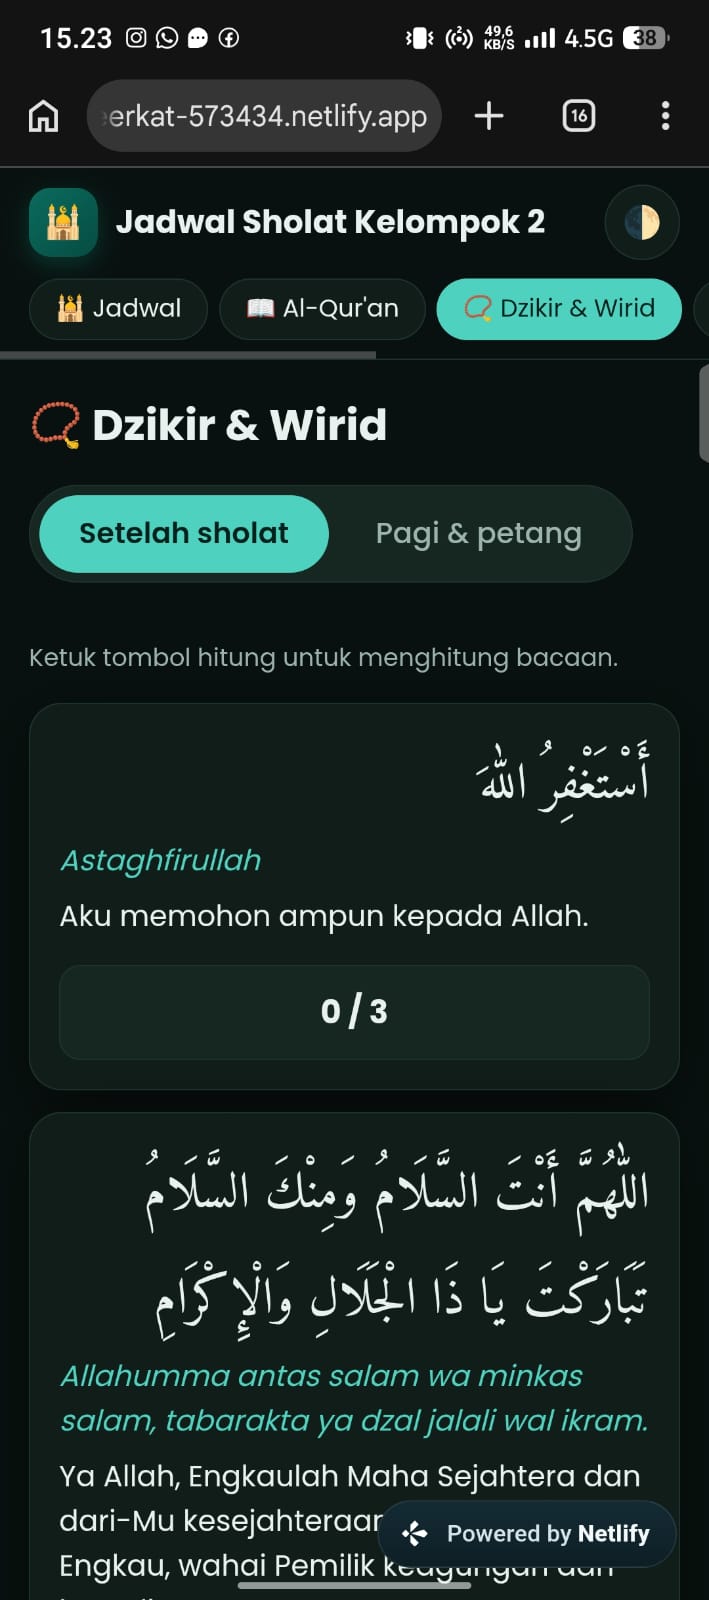 15.23
49,6
KB/S
4.5G
38
erkat-573434.netlify.app
16
Jadwal Sholat Kelompok 2
Jadwal
Al-Qur'an
Dzikir & Wirid
Dzikir & Wirid
Setelah sholat
Pagi & petang
Ketuk tombol hitung untuk menghitung bacaan.
أَسْتَغْفِرُ اللهَ
Astaghfirullah
Aku memohon ampun kepada Allah.
0 / 3
اللّٰهُمَّ أَنْتَ السَّلَامُ وَمِنْكَ السَّلَامُ
تَبَارَكْتَ يَا ذَا الْجَلَالِ وَالْإِكْرَامِ
Allahumma antas salam wa minkas
salam, tabarakta ya dzal jalali wal ikram.
Ya Allah, Engkaulah Maha Sejahtera dan
dari-Mu kesejahteraan
Powered by Netlify
Engkau, wahai Pemilik keagungan dan